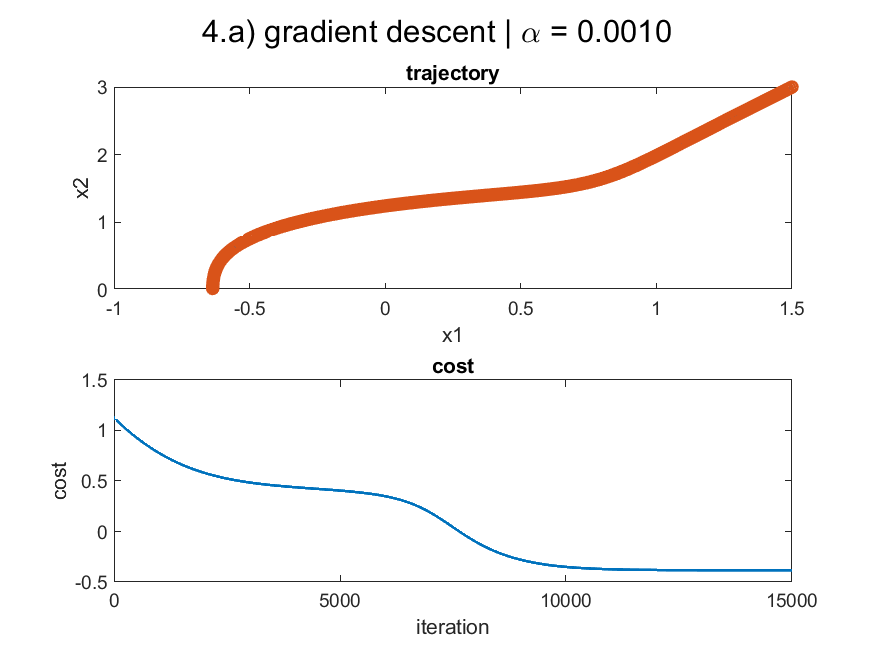 4.a) gradient descent | α = 0.0010
trajectory
3
2
1
0
x2
-1
-0.5
0
0.5
1
1.5
x1
cost
1.5
1
0.5
0
-0.5
cost
0
5000
10000
15000
iteration